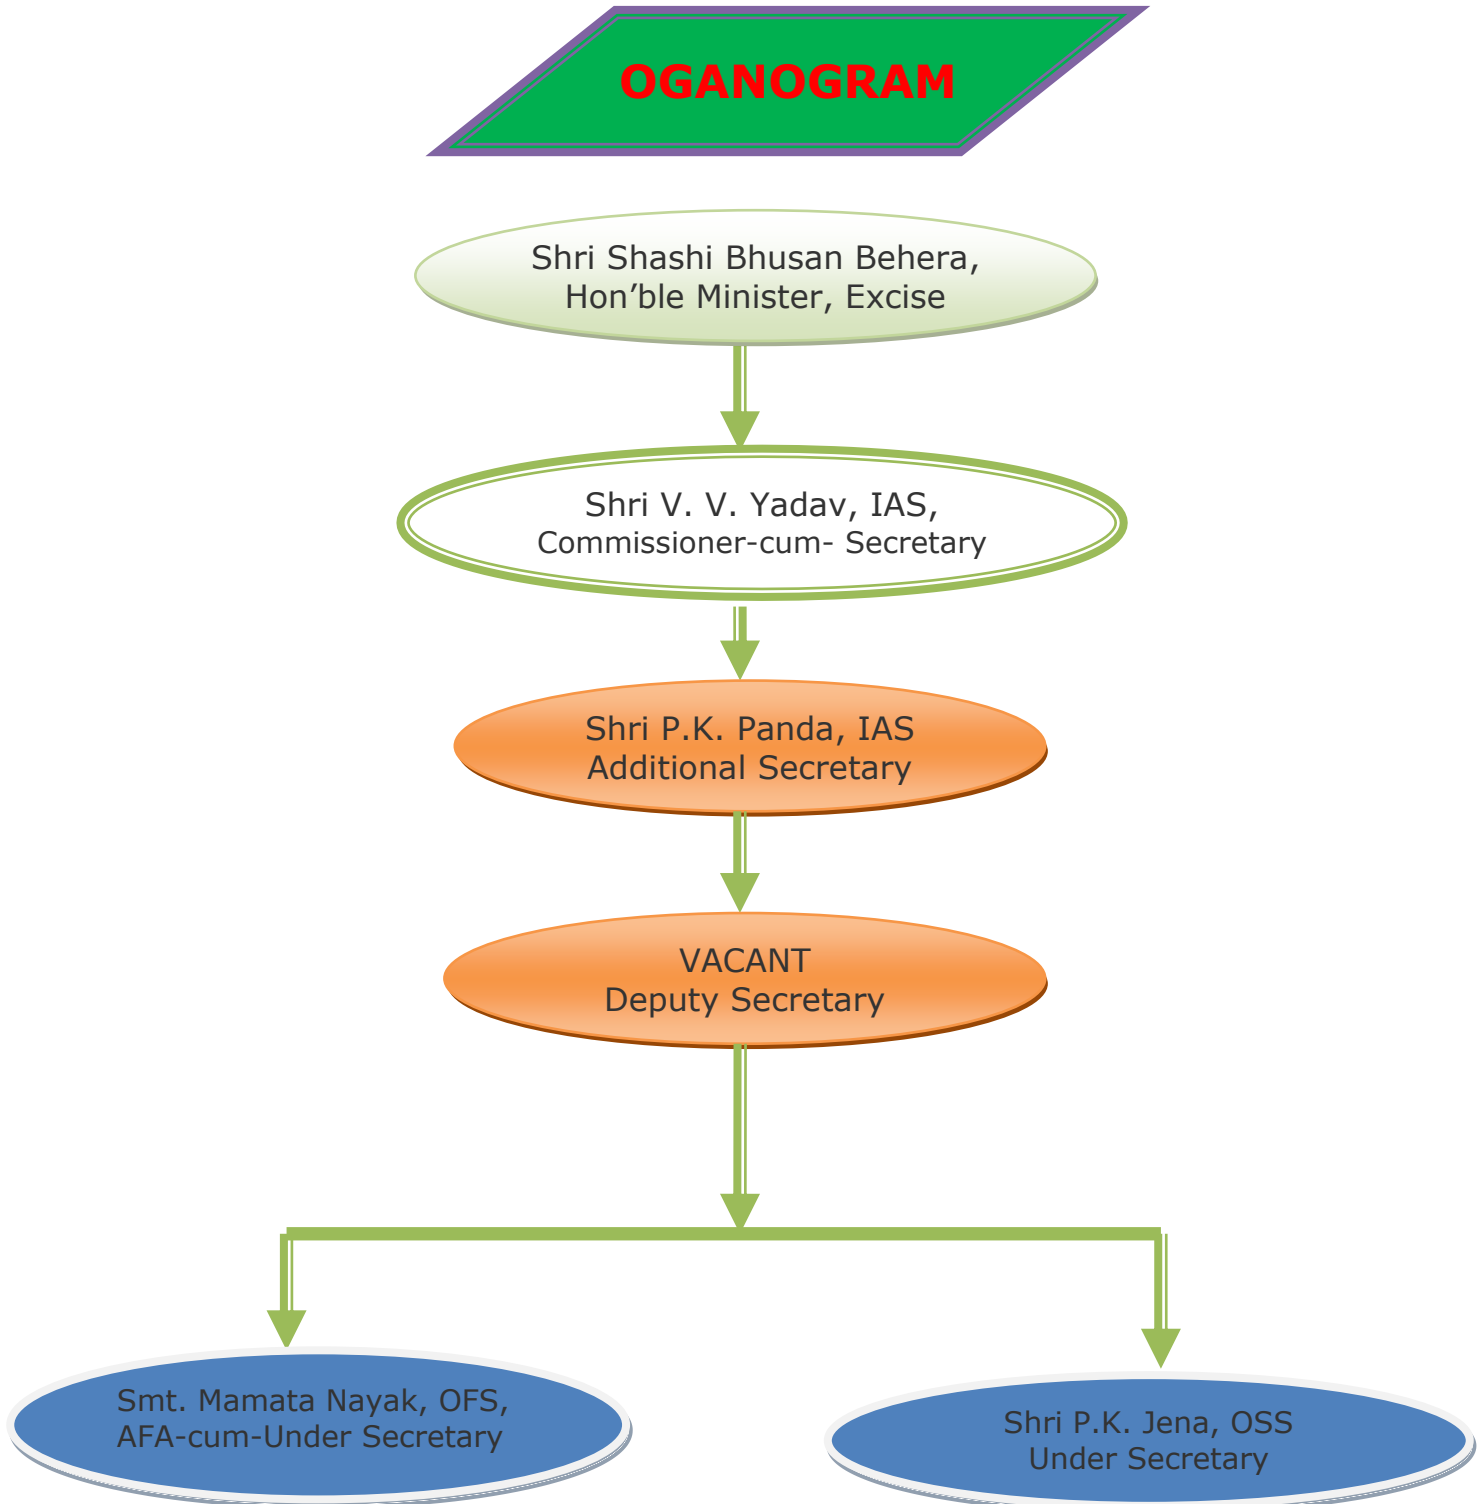 OGANOGRAM
Shri Shashi Bhusan Behera,
Hon’ble Minister, Excise
Shri V. V. Yadav, IAS,
Commissioner-cum- Secretary
Shri P.K. Panda, IAS
Additional Secretary
VACANT
Deputy Secretary
Smt. Mamata Nayak, OFS,
AFA-cum-Under Secretary
Shri P.K. Jena, OSS
Under Secretary